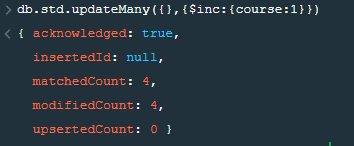 > db.std.updateMany({},{$inc:{course:1}})
< { acknowledged: true,
insertedId: null,
matchedCount: 4,
modifiedCount: 4,
upsertedCount: 0 }